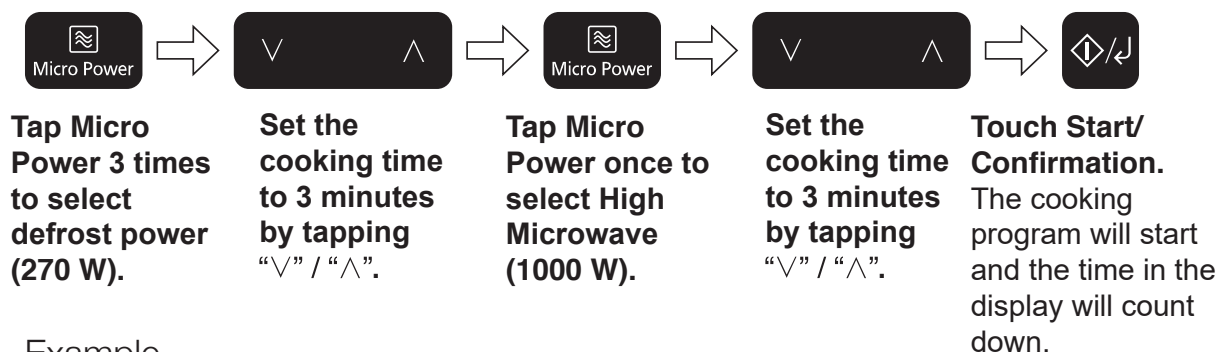 Micro Power
∨ ∧
Micro Power
∨ ∧
/
Tap Micro
Power 3 times
to select
defrost power
(270 W).
Set the
cooking time
to 3 minutes
by tapping
“∨” / “∧”.
Tap Micro
Power once to
select High
Microwave
(1000 W).
Set the
cooking time
to 3 minutes
by tapping
“∨” / “∧”.
Touch Start/
Confirmation.
The cooking
program will start
and the time in the
display will count
down.
Example